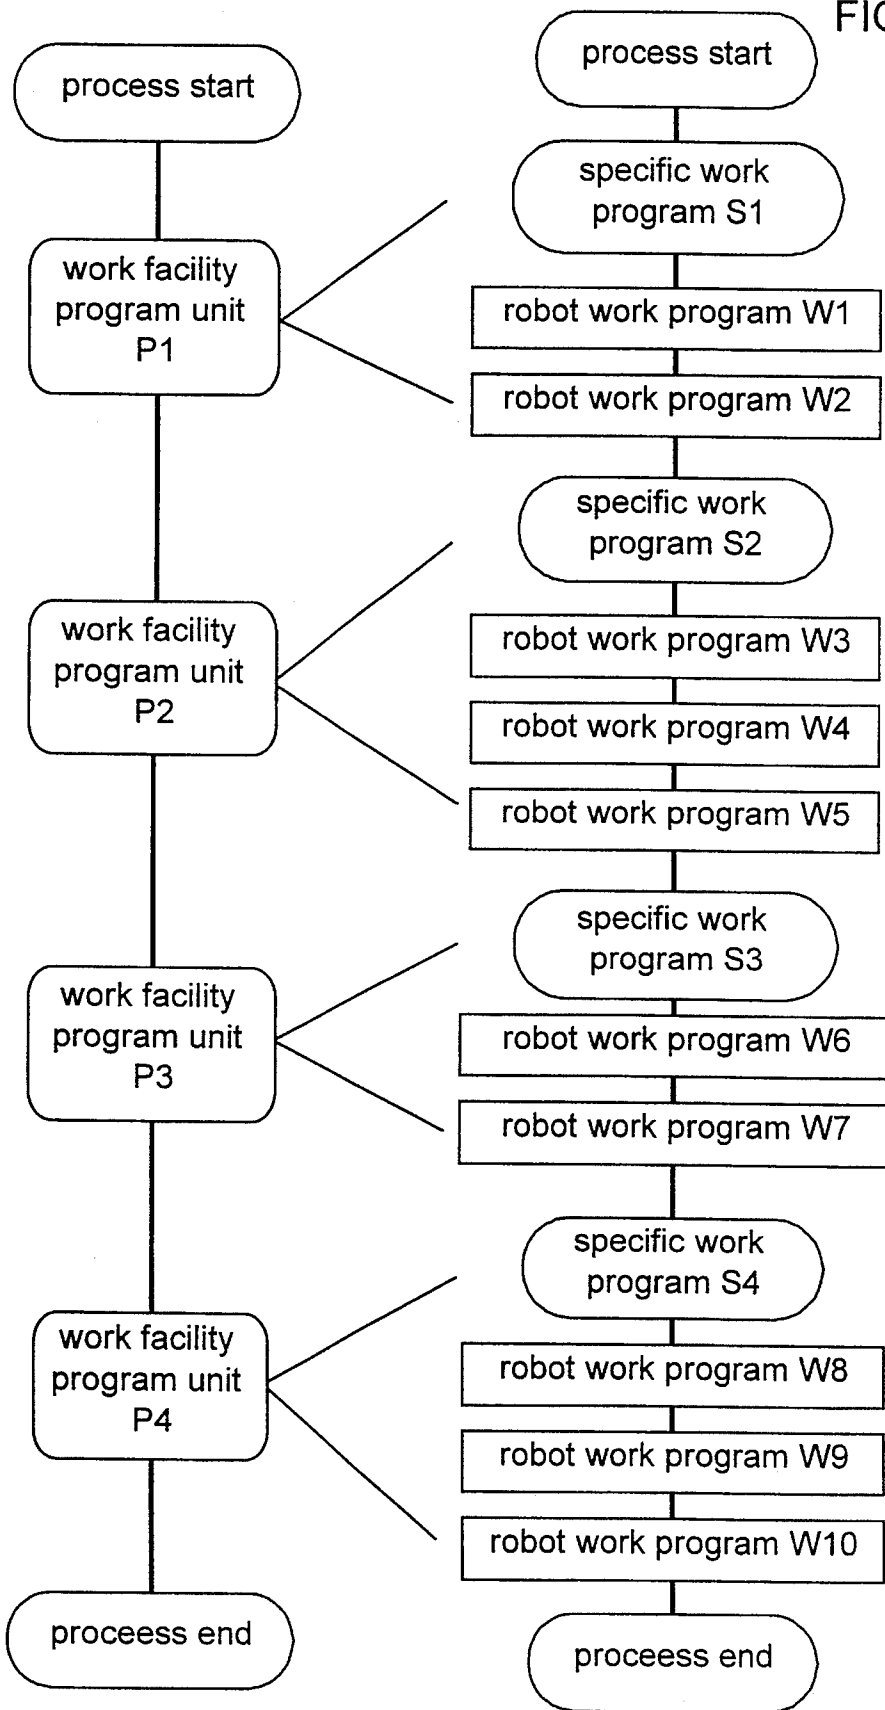 FIG
process start
work facility
program unit
P1
work facility
program unit
P2
work facility
program unit
P3
work facility
program unit
P4
proceess end
process start
specific work
program S1
robot work program W1
robot work program W2
specific work
program S2
robot work program W3
robot work program W4
robot work program W5
specific work
program S3
robot work program W6
robot work program W7
specific work
program S4
robot work program W8
robot work program W9
robot work program W10
proceess end